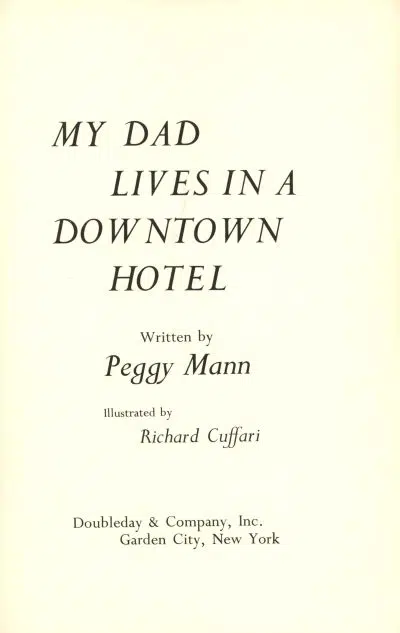 MY DAD
LIVES IN A
DOWNTOWN
HOTEL
Written by
Peggy Mann
Illustrated by
Richard Cuffari
Doubleday & Company, Inc.
Garden City, New York